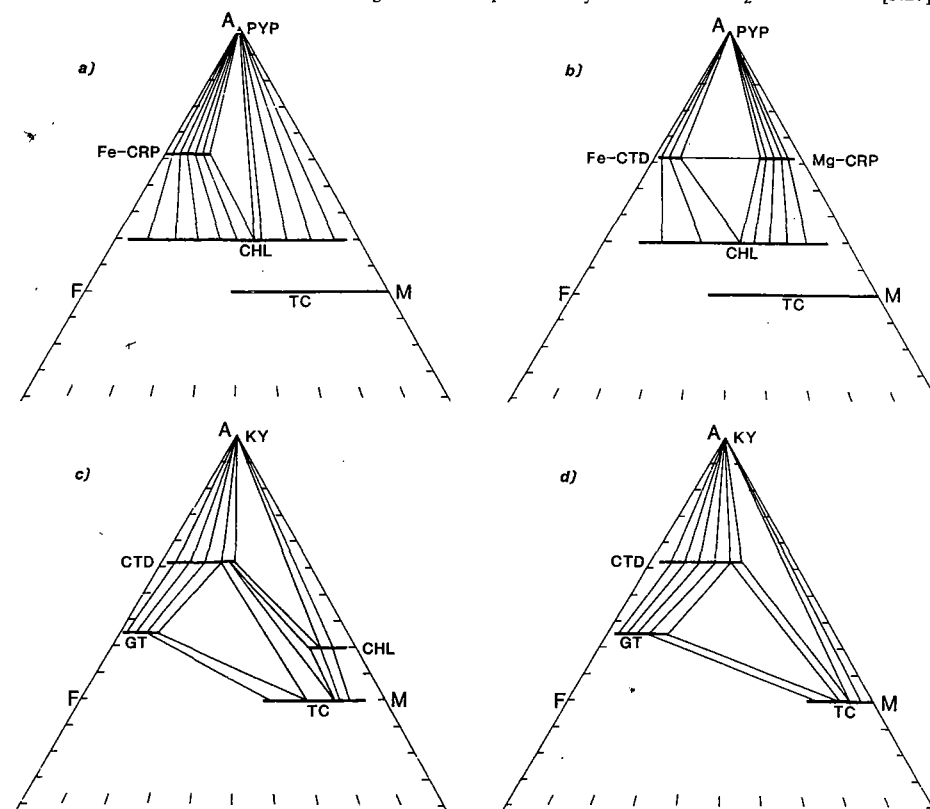 A PYP
a)
Fe-CRP
CHL
F
M
TC
A PYP
b)
Fe-CTD
Mg-CRP
CHL
F
M
TC
A KY
c)
CTD
GT
CHL
F
M
TC
A KY
d)
CTD
GT
F
M
TC